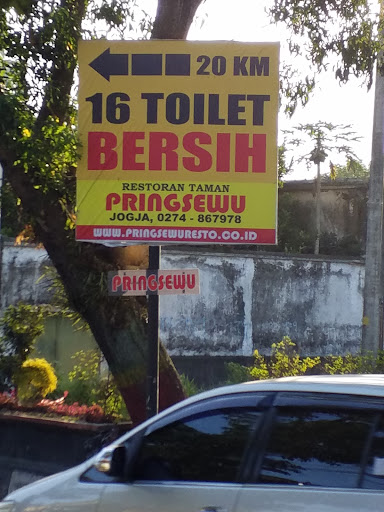 20 KM
16 TOILET
BERSIH
RESTORAN TAMAN
PRINGSEWU
JOGJA, 0274 - 867978
WWW.PRINGSEWURESTO.CO.ID
PRINGSEWU